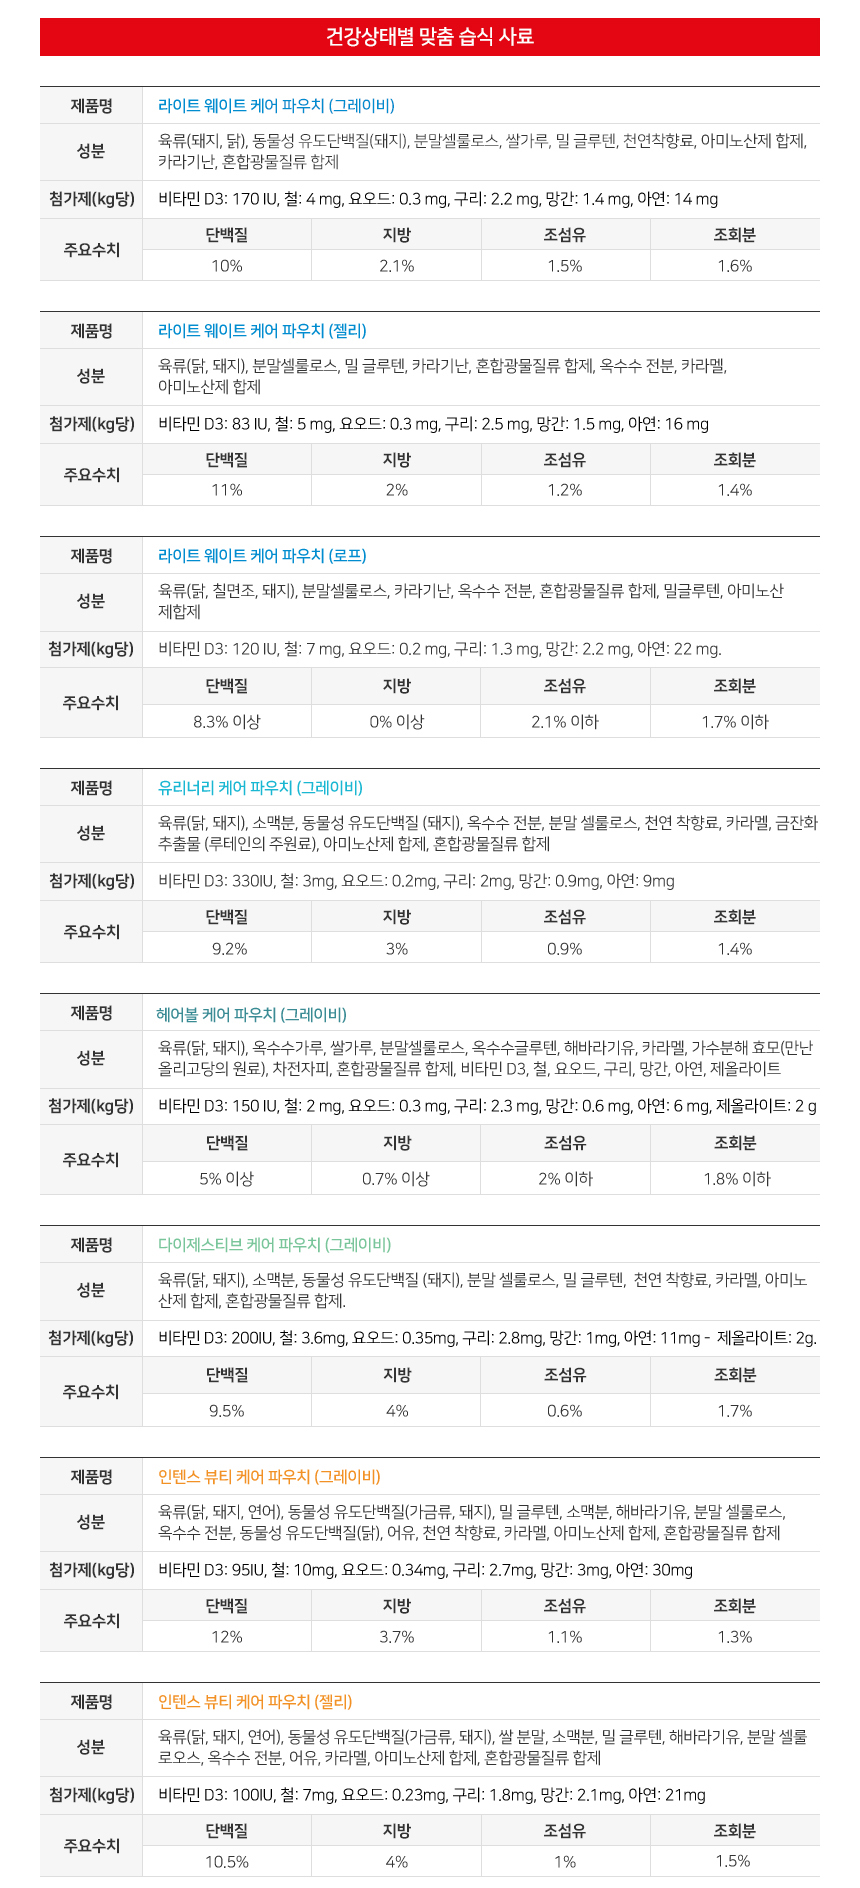 건강상태별 맞춤 습식 사료
제품명 라이트 웨이트 케어 파우치 (그레이비)
성분 육류(돼지, 닭), 동물성 유도단백질(돼지), 분말셀룰로스, 쌀가루, 밀 글루텐, 천연착향료, 아미노산제 합제,
카라기난, 혼합광물질류 합제
첨가제(kg당) 비타민 D3: 170 IU, 철: 4 mg, 요오드: 0.3 mg, 구리: 2.2 mg, 망간: 1.4 mg, 아연: 14 mg
주요수치 단백질 지방 조섬유 조회분
10% 2.1% 1.5% 1.6%
제품명 라이트 웨이트 케어 파우치 (젤리)
성분 육류(닭, 돼지), 분말셀룰로스, 밀 글루텐, 카라기난, 혼합광물질류 합제, 옥수수 전분, 카라멜,
아미노산제 합제
첨가제(kg당) 비타민 D3: 83 IU, 철: 5 mg, 요오드: 0.3 mg, 구리: 2.5 mg, 망간: 1.5 mg, 아연: 16 mg
주요수치 단백질 지방 조섬유 조회분
11% 2% 1.2% 1.4%
제품명 라이트 웨이트 케어 파우치 (로프)
성분 육류(닭, 칠면조, 돼지), 분말셀룰로스, 카라기난, 옥수수 전분, 혼합광물질류 합제, 밀글루텐, 아미노산
제합제
첨가제(kg당) 비타민 D3: 120 IU, 철: 7 mg, 요오드: 0.2 mg, 구리: 1.3 mg, 망간: 2.2 mg, 아연: 22 mg.
주요수치 단백질 지방 조섬유 조회분
8.3% 이상 0% 이상 2.1% 이하 1.7% 이하
제품명 유리너리 케어 파우치 (그레이비)
성분 육류(닭, 돼지), 소맥분, 동물성 유도단백질 (돼지), 옥수수 전분, 분말 셀룰로스, 천연 착향료, 카라멜, 금잔화
추출물 (루테인의 주원료), 아미노산제 합제, 혼합광물질류 합제
첨가제(kg당) 비타민 D3: 330IU, 철: 3mg, 요오드: 0.2mg, 구리: 2mg, 망간: 0.9mg, 아연: 9mg
주요수치 단백질 지방 조섬유 조회분
9.2% 3% 0.9% 1.4%
제품명 헤어볼 케어 파우치 (그레이비)
성분 육류(닭, 돼지), 옥수수가루, 쌀가루, 분말셀룰로스, 옥수수글루텐, 해바라기유, 카라멜, 가수분해 효모(만난
올리고당의 원료), 차전자피, 혼합광물질류 합제, 비타민 D3, 철, 요오드, 구리, 망간, 아연, 제올라이트
첨가제(kg당) 비타민 D3: 150 IU, 철: 2 mg, 요오드: 0.3 mg, 구리: 2.3 mg, 망간: 0.6 mg, 아연: 6 mg, 제올라이트: 2 g
주요수치 단백질 지방 조섬유 조회분
5% 이상 0.7% 이상 2% 이하 1.8% 이하
제품명 다이제스티브 케어 파우치 (그레이비)
성분 육류(닭, 돼지), 소맥분, 동물성 유도단백질 (돼지), 분말 셀룰로스, 밀 글루텐, 천연 착향료, 카라멜, 아미노
산제 합제, 혼합광물질류 합제.
첨가제(kg당) 비타민 D3: 200IU, 철: 3.6mg, 요오드: 0.35mg, 구리: 2.8mg, 망간: 1mg, 아연: 11mg - 제올라이트: 2g.
주요수치 단백질 지방 조섬유 조회분
9.5% 4% 0.6% 1.7%
제품명 인텐스 뷰티 케어 파우치 (그레이비)
성분 육류(닭, 돼지, 연어), 동물성 유도단백질(가금류, 돼지), 밀 글루텐, 소맥분, 해바라기유, 분말 셀룰로스,
옥수수 전분, 동물성 유도단백질(닭), 어유, 천연 착향료, 카라멜, 아미노산제 합제, 혼합광물질류 합제
첨가제(kg당) 비타민 D3: 95IU, 철: 10mg, 요오드: 0.34mg, 구리: 2.7mg, 망간: 3mg, 아연: 30mg
주요수치 단백질 지방 조섬유 조회분
12% 3.7% 1.1% 1.3%
제품명 인텐스 뷰티 케어 파우치 (젤리)
성분 육류(닭, 돼지, 연어), 동물성 유도단백질(가금류, 돼지), 쌀 분말, 소맥분, 밀 글루텐, 해바라기유, 분말 셀룰
로오스, 옥수수 전분, 어유, 카라멜, 아미노산제 합제, 혼합광물질류 합제
첨가제(kg당) 비타민 D3: 100IU, 철: 7mg, 요오드: 0.23mg, 구리: 1.8mg, 망간: 2.1mg, 아연: 21mg
주요수치 단백질 지방 조섬유 조회분
10.5% 4% 1% 1.5%